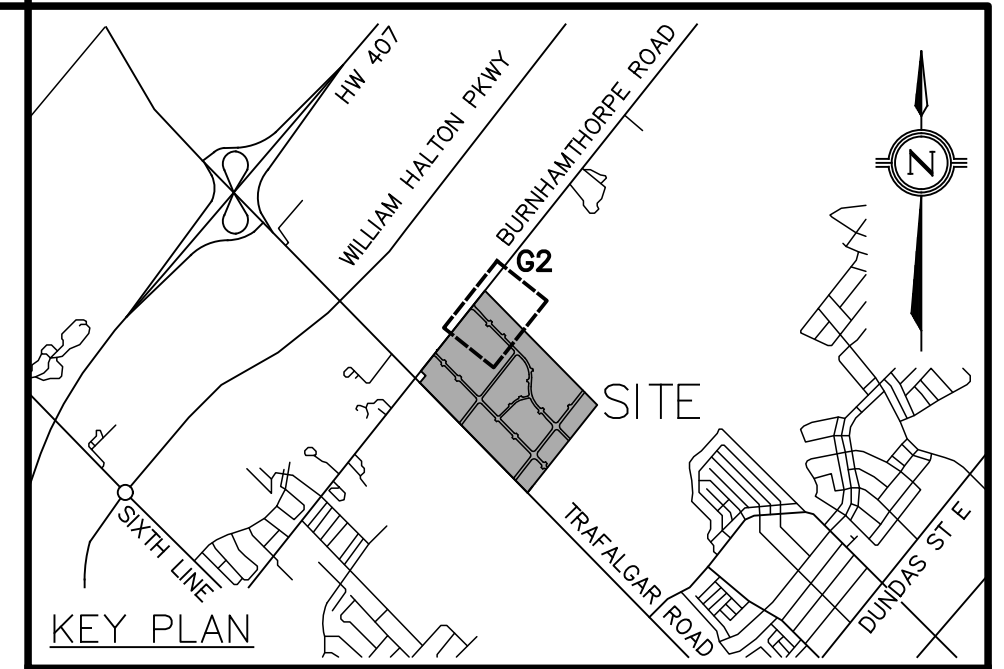 HW 407
WILLIAM HALTON PKWY
BURNHAMTHORPE ROAD
N
G2
SITE
SIXTH LINE
TRAFALGAR ROAD
DUNDAS ST E
KEY PLAN